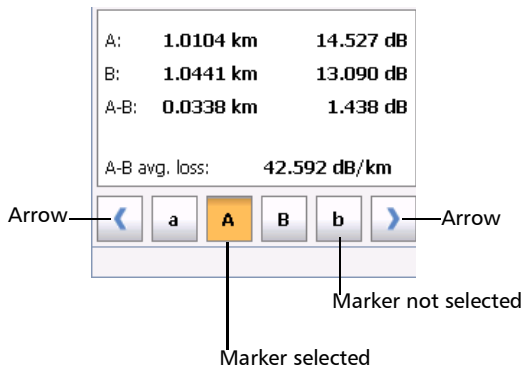 A: 1.0104 km 14.527 dB
B: 1.0441 km 13.090 dB
A-B: 0.0338 km 1.438 dB
A-B avg. loss: 42.592 dB/km
Arrow a A B b Arrow
Marker not selected
Marker selected